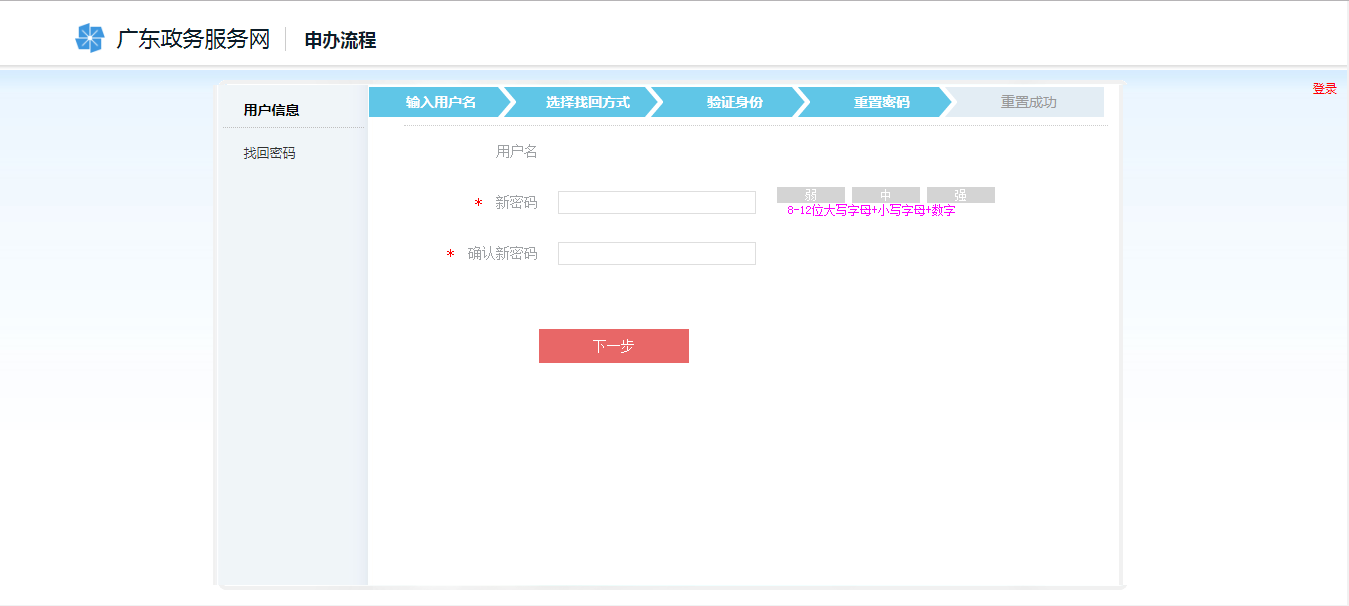 广东政务服务网 申办流程
登录
用户信息
找回密码
输入用户名 选择找回方式 验证身份 重置密码 重置成功
用户名
* 新密码 弱 中 强
8-12位大写字母+小写字母+数字
* 确认新密码
下一步